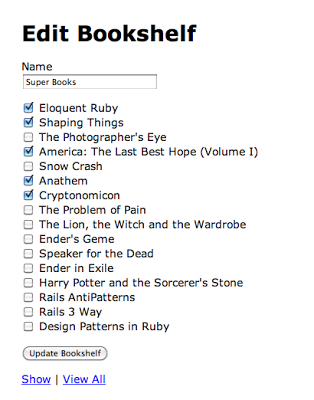 Edit Bookshelf
Name
Super Books
Eloquent Ruby
Shaping Things
The Photographer's Eye
America: The Last Best Hope (Volume I)
Snow Crash
Anathem
Cryptonomicon
The Problem of Pain
The Lion, the Witch and the Wardrobe
Ender's Geme
Speaker for the Dead
Ender in Exile
Harry Potter and the Sorcerer's Stone
Rails AntiPatterns
Rails 3 Way
Design Patterns in Ruby
Update Bookshelf
Show | View All